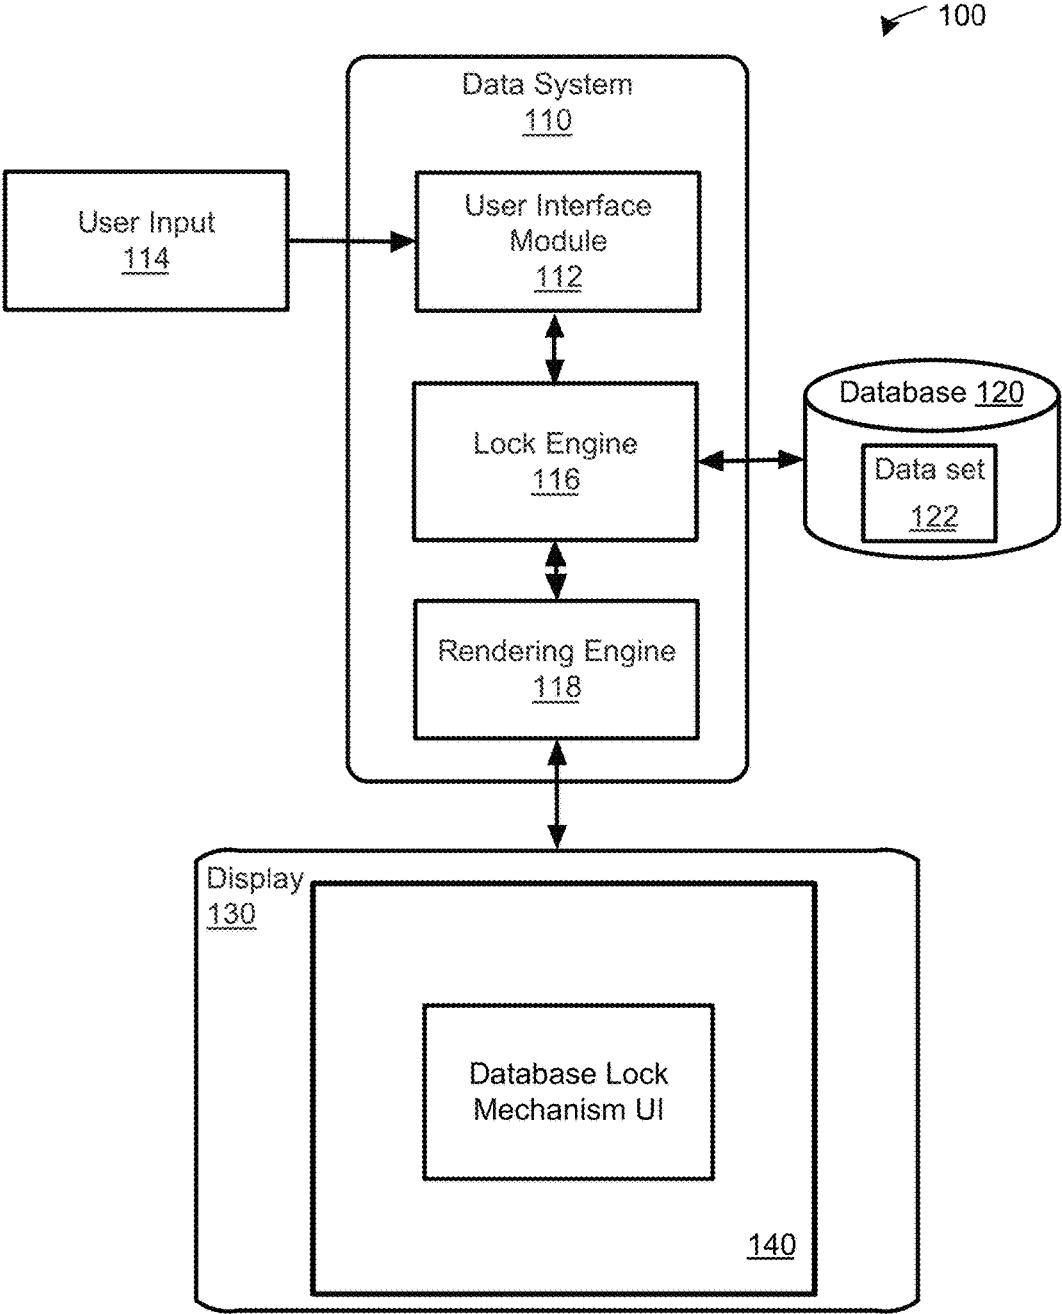 100
Data System
110
User Input
114
User Interface
Module
112
Lock Engine
116
Database 120
Data set
122
Rendering Engine
118
Display
130
Database Lock
Mechanism UI
140